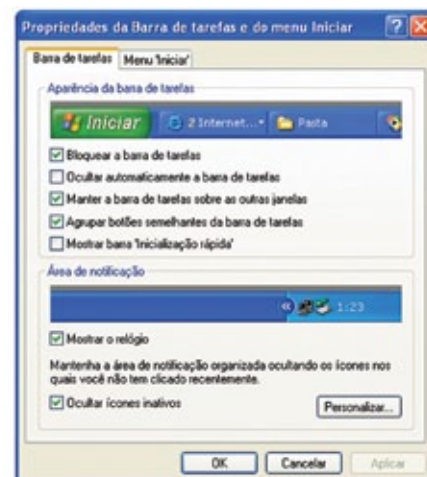 Propriedades da Barra de tarefas e do menu Iniciar
Barra de tarefas Menu 'Iniciar'
Aparência da barra de tarefas
Iniciar 2 Internet... Pasta
Bloquear a barra de tarefas
Ocultar automaticamente a barra de tarefas
Manter a barra de tarefas sobre as outras janelas
Agrupar botões semelhantes da barra de tarefas
Mostrar barra 'Inicialização rápida'
Área de notificação
1:23
Mostrar o relógio
Mantenha a área de notificação organizada ocultando os ícones nos
quais você não tem clicado recentemente.
Ocultar ícones inativos Personalizar...
OK Cancelar Aplicar